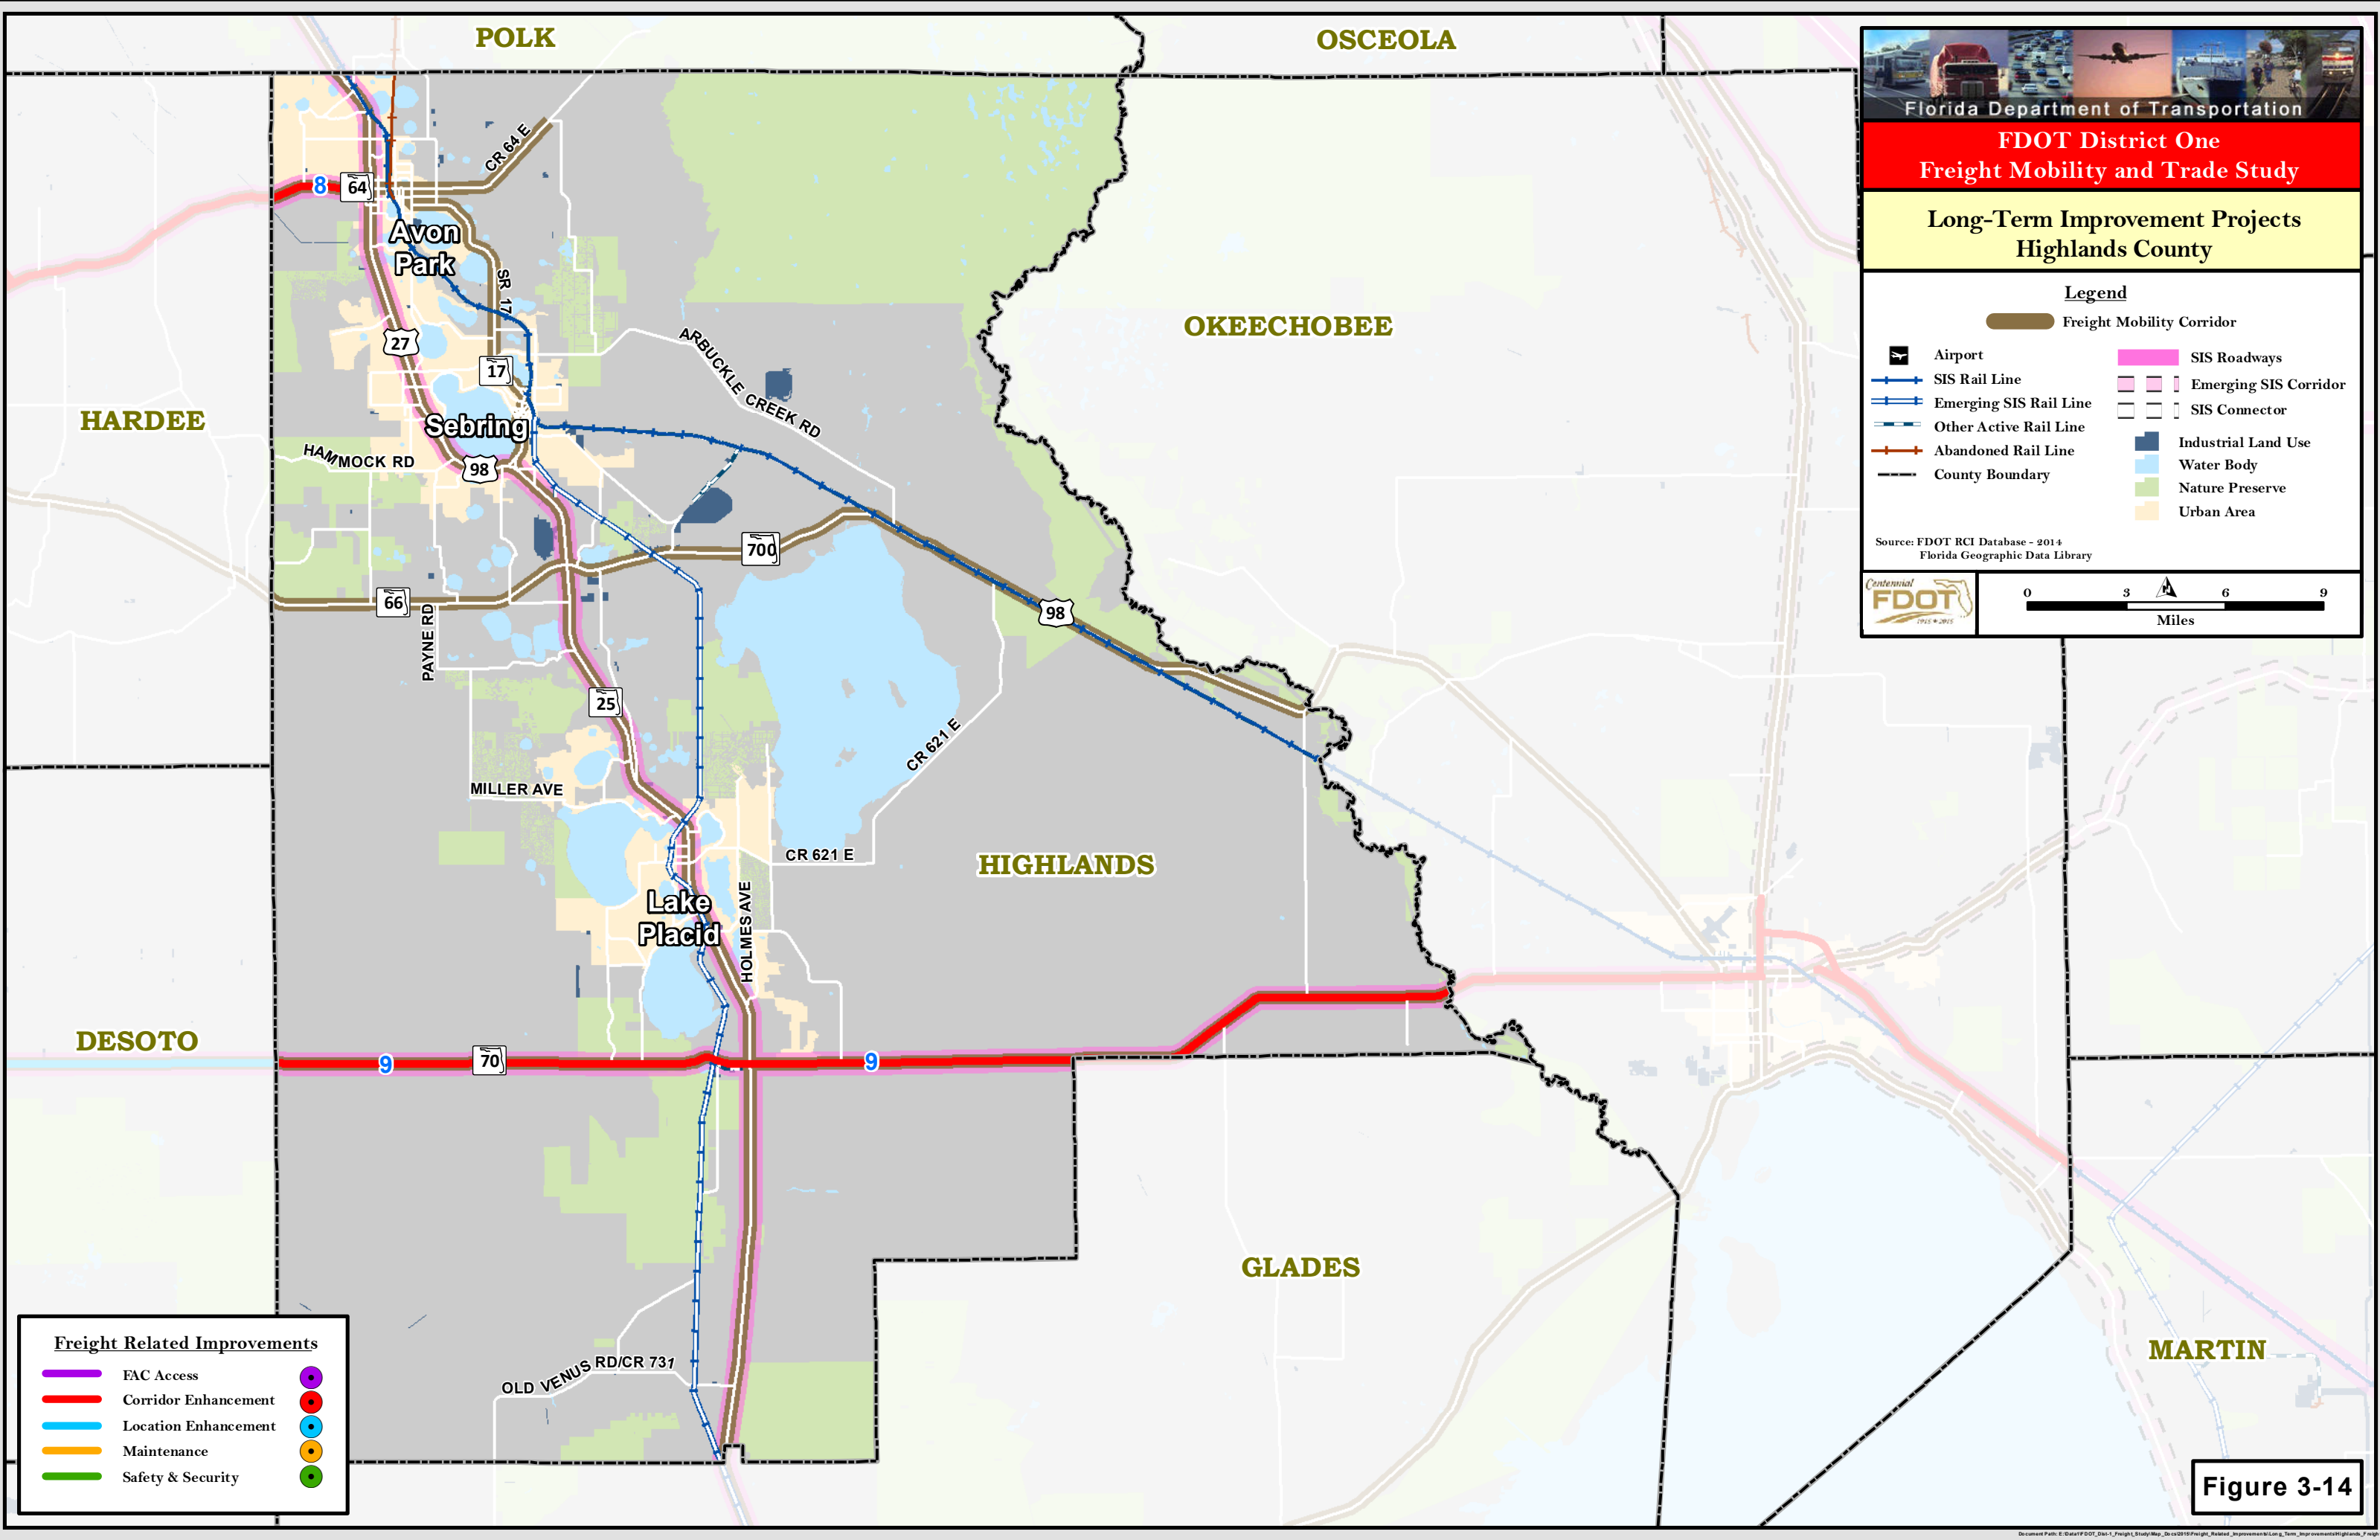 POLK
OSCEOLA
Florida Department of Transportation
FDOT District One
Freight Mobility and Trade Study
Long-Term Improvement Projects
Highlands County
Legend
Freight Mobility Corridor
Airport
SIS Rail Line
Emerging SIS Rail Line
Other Active Rail Line
Abandoned Rail Line
County Boundary
SIS Roadways
Emerging SIS Corridor
SIS Connector
Industrial Land Use
Water Body
Nature Preserve
Urban Area
Source: FDOT RCI Database - 2014
Florida Geographic Data Library
Centennial
FDOT
1915 ★ 2015
N
0 3 6 9
Miles
CR 64 E
8
64
Avon
Park
SR 17
27
17
ARBUCKLE CREEK RD
OKEECHOBEE
HARDEE
Sebring
HAMMOCK RD
98
700
66
PAYNE RD
98
25
CR 621 E
MILLER AVE
CR 621 E
HIGHLANDS
Lake
Placid
HOLMES AVE
DESOTO
9
70
9
GLADES
MARTIN
OLD VENUS RD/CR 731
Freight Related Improvements
FAC Access
Corridor Enhancement
Location Enhancement
Maintenance
Safety & Security
Figure 3-14